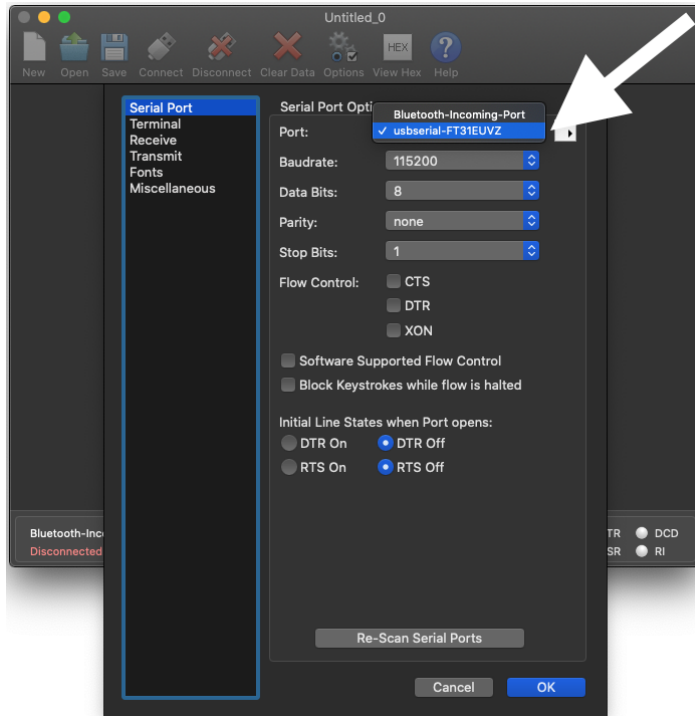 Untitled_0
New Open Save Connect Disconnect Clear Data Options View Hex Help
HEX
?
Serial Port
Terminal
Receive
Transmit
Fonts
Miscellaneous
Serial Port Opti
Port:
Bluetooth-Incoming-Port
✓ usbserial-FT31EUVZ
Baudrate: 115200
Data Bits: 8
Parity: none
Stop Bits: 1
Flow Control: CTS
DTR
XON
Software Supported Flow Control
Block Keystrokes while flow is halted
Initial Line States when Port opens:
DTR On DTR Off
RTS On RTS Off
Re-Scan Serial Ports
Cancel OK
Bluetooth-Inc
Disconnected
TR DCD
SR RI